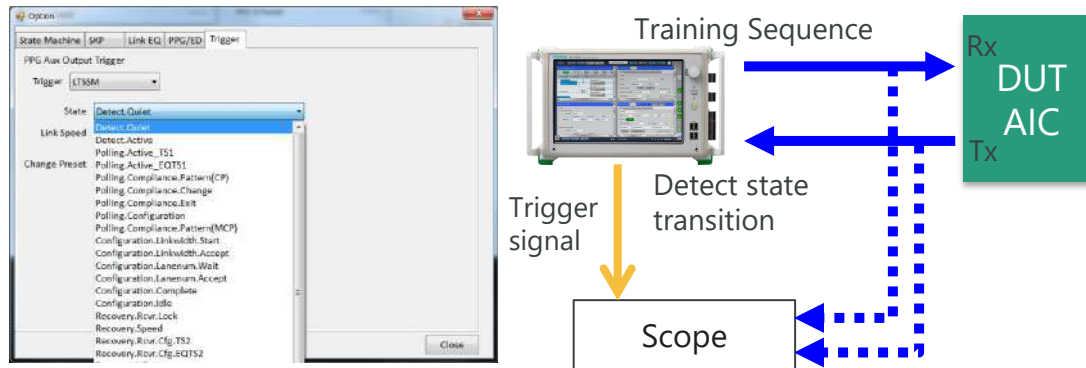 Option
State Machine SKP Link EQ PPG/ED Trigger
PPG Aux Output Trigger
Trigger LTSSM
State Detect.Quiet
Link Speed
Change Preset
Detect.Quiet
Detect.Active
Polling.Active_TS1
Polling.Active_EQTS1
Polling.Compliance.Pattern(CP)
Polling.Compliance.Change
Polling.Compliance.Exit
Polling.Configuration
Polling.Compliance.Pattern(MCP)
Configuration.Linkwidth.Start
Configuration.Linkwidth.Accept
Configuration.Lanenum.Wait
Configuration.Lanenum.Accept
Configuration.Complete
Configuration.Idle
Recovery.Rcvr.Lock
Recovery.Speed
Recovery.Rcvr.Cfg.TS2
Recovery.Rcvr.Cfg.EQTS2
Close
Training Sequence
Rx
DUT
AIC
Tx
Detect state
transition
Trigger
signal
Scope